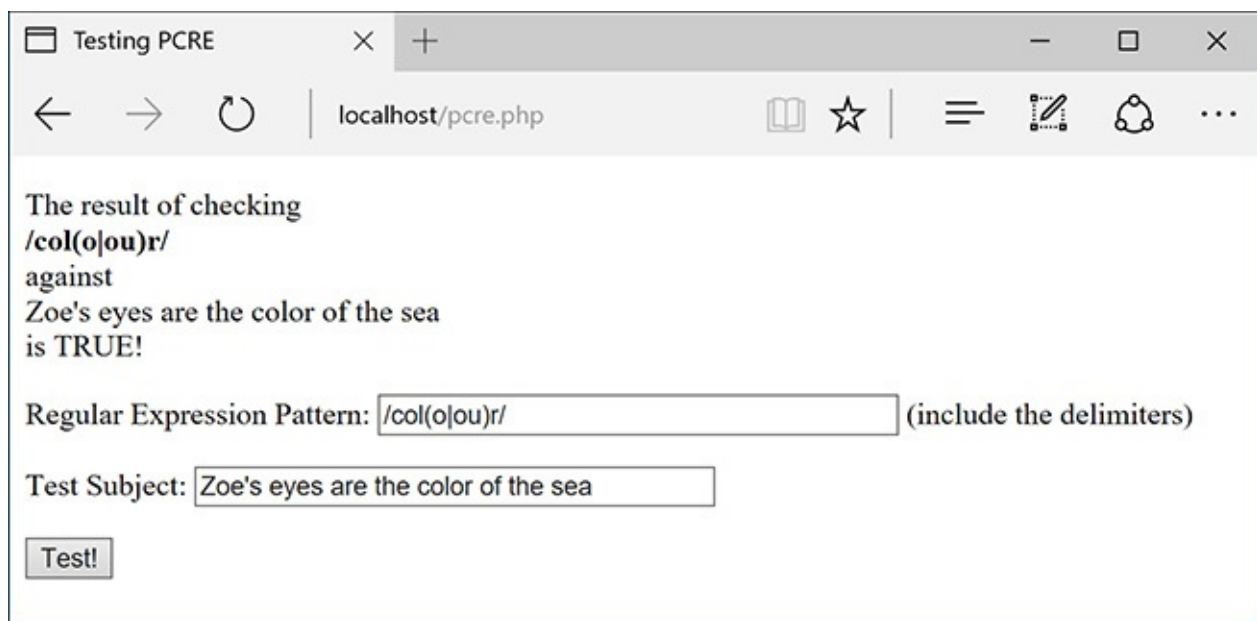 Testing PCRE
localhost/pcre.php
The result of checking
/col(o|ou)r/
against
Zoe's eyes are the color of the sea
is TRUE!
Regular Expression Pattern: /col(o|ou)r/ (include the delimiters)
Test Subject: Zoe's eyes are the color of the sea
Test!